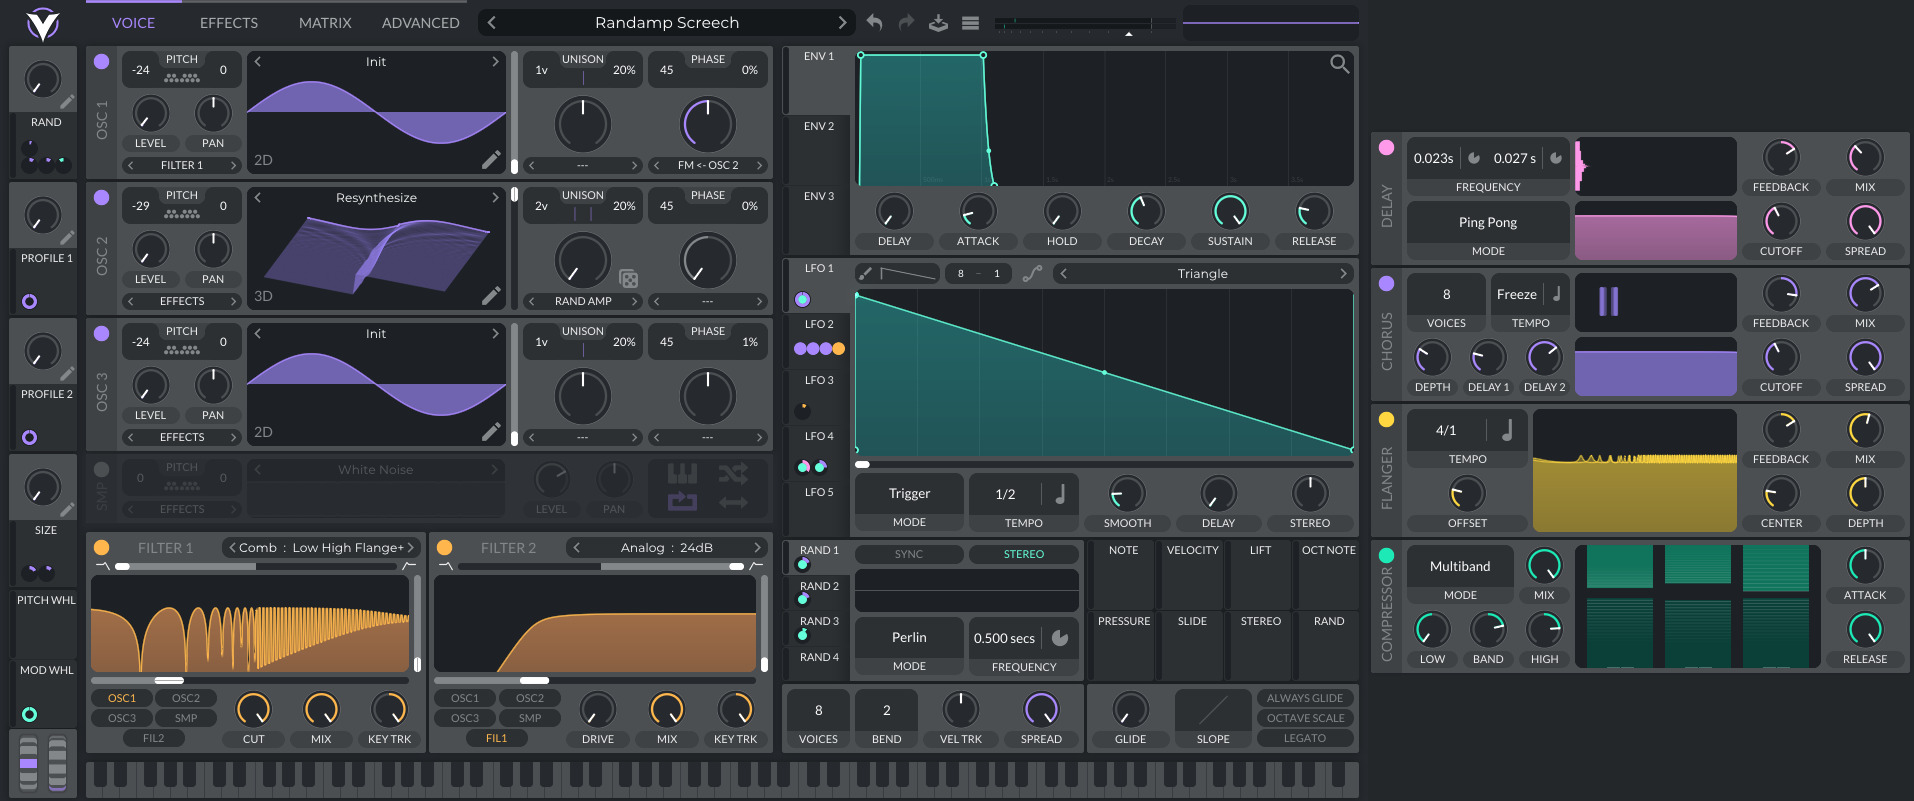 VOICE EFFECTS MATRIX ADVANCED
Randamp Screech
RAND
PROFILE 1
PROFILE 2
SIZE
PITCH WHL
MOD WHL
OSC 1
-24 PITCH 0
LEVEL PAN
FILTER 1
Init
2D
1v UNISON 20%
---
45 PHASE 0%
FM <- OSC 2
OSC 2
-29 PITCH 0
LEVEL PAN
EFFECTS
Resynthesize
3D
2v UNISON 20%
RAND AMP
45 PHASE 0%
---
OSC 3
-24 PITCH 0
LEVEL PAN
EFFECTS
Init
2D
1v UNISON 20%
---
45 PHASE 1%
---
SMP
0 PITCH 0
EFFECTS
White Noise
LEVEL PAN
FILTER 1
Comb : Low High Flange+
OSC1 OSC2
OSC3 SMP
FIL2
CUT MIX KEY TRK
FILTER 2
Analog : 24dB
OSC1 OSC2
OSC3 SMP
FIL1
DRIVE MIX KEY TRK
ENV 1
ENV 2
ENV 3
DELAY ATTACK HOLD DECAY SUSTAIN RELEASE
LFO 1
LFO 2
LFO 3
LFO 4
LFO 5
8 - 1
Triangle
Trigger
MODE
1/2
TEMPO
SMOOTH DELAY STEREO
RAND 1
RAND 2
RAND 3
RAND 4
SYNC STEREO
Perlin
MODE
0.500 secs
FREQUENCY
NOTE VELOCITY LIFT OCT NOTE
PRESSURE SLIDE STEREO RAND
8
VOICES
2
BEND
VEL TRK SPREAD
GLIDE SLOPE
ALWAYS GLIDE
OCTAVE SCALE
LEGATO
DELAY
0.023s 0.027 s
FREQUENCY
Ping Pong
MODE
FEEDBACK MIX
CUTOFF SPREAD
CHORUS
8
VOICES
Freeze
TEMPO
DEPTH DELAY 1 DELAY 2
FEEDBACK MIX
CUTOFF SPREAD
FLANGER
4/1
TEMPO
OFFSET
FEEDBACK MIX
CENTER DEPTH
COMPRESSOR
Multiband
MODE
MIX
LOW BAND HIGH
ATTACK
RELEASE